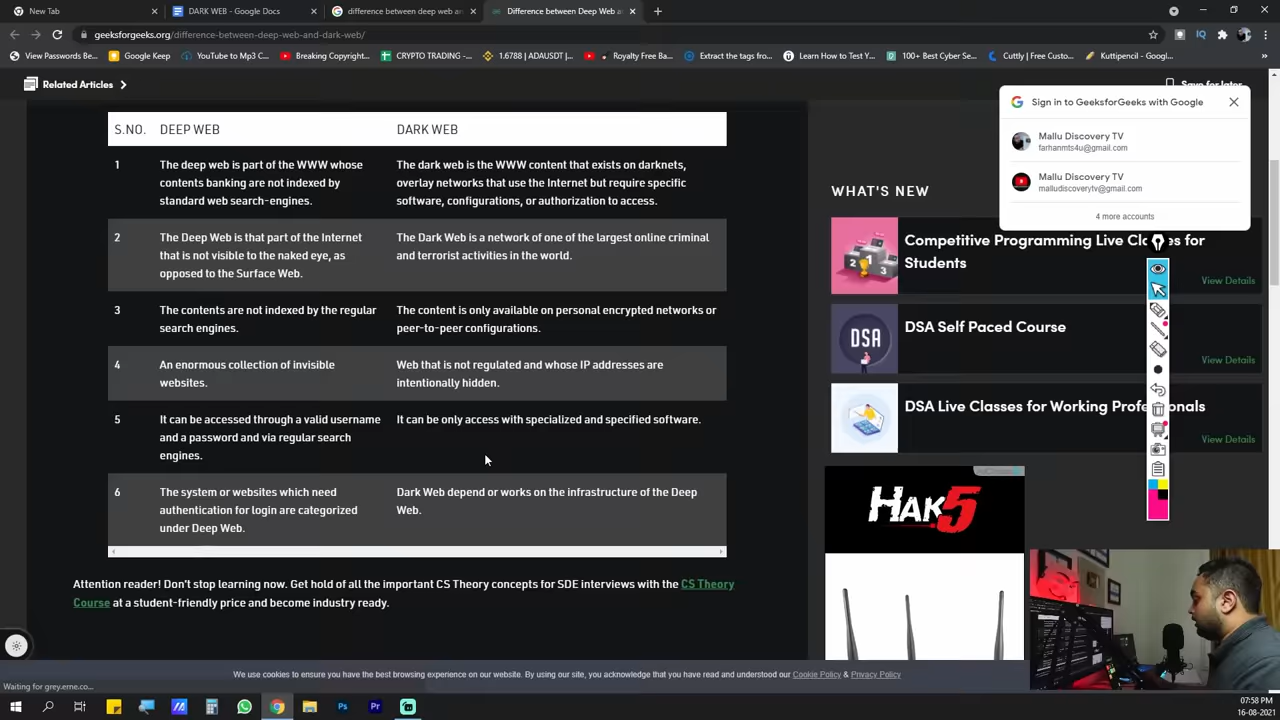 New Tab
DARK WEB - Google Docs
difference between deep web and
Difference between Deep Web a
geeksforgeeks.org/difference-between-deep-web-and-dark-web/
View Passwords Be...
Google Keep
YouTube to Mp3 C...
Breaking Copyright...
CRYPTO TRADING -...
1.6788 | ADAUSDT |...
Royalty Free Ba...
Extract the tags fro...
Learn How to Test Y...
100+ Best Cyber Se...
Cuttly | Free Custo...
Kuttipencil - Googl...
Related Articles
Save for later
S.NO. DEEP WEB DARK WEB
1
The deep web is part of the WWW whose
contents banking are not indexed by
standard web search-engines.
The dark web is the WWW content that exists on darknets,
overlay networks that use the Internet but require specific
software, configurations, or authorization to access.
2
The Deep Web is that part of the Internet
that is not visible to the naked eye, as
opposed to the Surface Web.
The Dark Web is a network of one of the largest online criminal
and terrorist activities in the world.
3
The contents are not indexed by the regular
search engines.
The content is only available on personal encrypted networks or
peer-to-peer configurations.
4
An enormous collection of invisible
websites.
Web that is not regulated and whose IP addresses are
intentionally hidden.
5
It can be accessed through a valid username
and a password and via regular search
engines.
It can be only access with specialized and specified software.
6
The system or websites which need
authentication for login are categorized
under Deep Web.
Dark Web depend or works on the infrastructure of the Deep
Web.
Attention reader! Don't stop learning now. Get hold of all the important CS Theory concepts for SDE interviews with the CS Theory
Course at a student-friendly price and become industry ready.
Sign in to GeeksforGeeks with Google
Mallu Discovery TV
farhanmts4u@gmail.com
Mallu Discovery TV
malludiscoverytv@gmail.com
4 more accounts
WHAT'S NEW
Competitive Programming Live Classes for
Students
View Details
DSA
DSA Self Paced Course
View Details
DSA Live Classes for Working Professionals
View Details
HAK5
We use cookies to ensure you have the best browsing experience on our website. By using our site, you acknowledge that you have read and understood our Cookie Policy & Privacy Policy
Waiting for grey.erne.co...
07:58 PM
16-08-2021